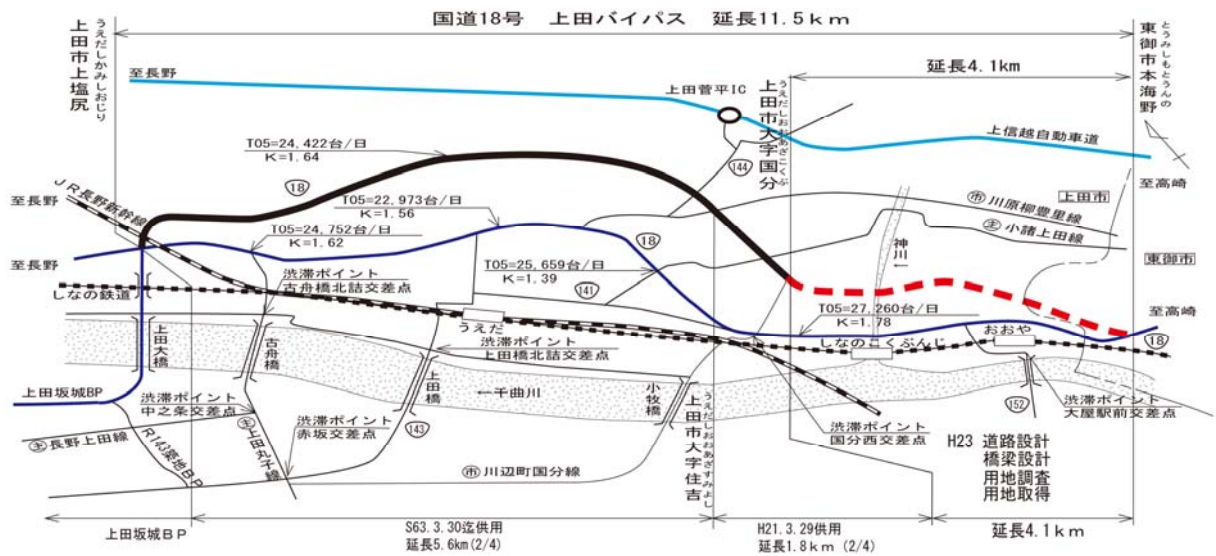 国道18号 上田バイパス 延長11.5km
上田市上塩尻
うえだしかみしおじり
東御市本海野
とうみしもとうんの
至長野
延長4.1km
上田菅平IC
上田市大字国分
うえだしおおあざこくぶ
上信越自動車道
T05=24,422台/日
K=1.64
18
144
至高崎
JR長野新幹線
T05=22,973台/日
K=1.56
市 川原柳豊里線
上田市
至長野
T05=24,752台/日
K=1.62
18
主 小諸上田線
神川
←
東御市
至長野
渋滞ポイント
古舟橋北詰交差点
T05=25,659台/日
K=1.39
141
しなの鉄道
T05=27,260台/日
K=1.78
至高崎
うえだ
しなのこくぶんじ
おおや
18
上田大橋
古舟橋
上田橋
渋滞ポイント
上田橋北詰交差点
←千曲川
小牧橋
上田坂城BP
渋滞ポイント
中之条交差点
渋滞ポイント
赤坂交差点
143
上田市大字住吉
うえだしおおあざすみよし
渋滞ポイント
国分西交差点
152
渋滞ポイント
大屋駅前交差点
主 長野上田線
R143築地BP
主 上田丸子線
市 川辺町国分線
H23 道路設計
橋梁設計
用地調査
用地取得
上田坂城BP
S63.3.30迄供用
延長5.6km(2/4)
H21.3.29供用
延長1.8km (2/4)
延長4.1km